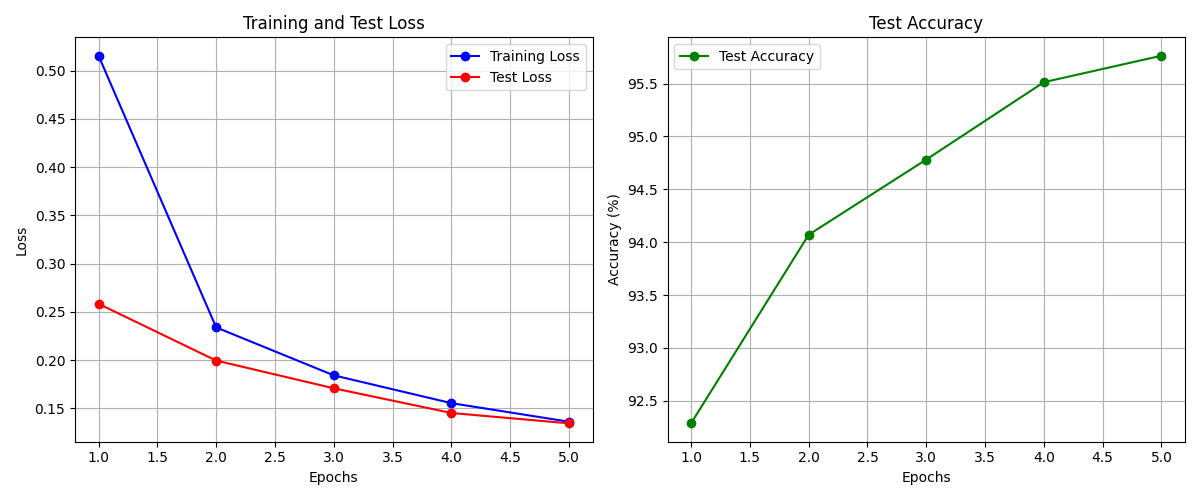 Training and Test Loss
Training Loss
Test Loss
0.50
0.45
0.40
0.35
0.30
0.25
0.20
0.15
Loss
1.0 1.5 2.0 2.5 3.0 3.5 4.0 4.5 5.0
Epochs
Test Accuracy
Test Accuracy
95.5
95.0
94.5
94.0
93.5
93.0
92.5
Accuracy (%)
1.0 1.5 2.0 2.5 3.0 3.5 4.0 4.5 5.0
Epochs